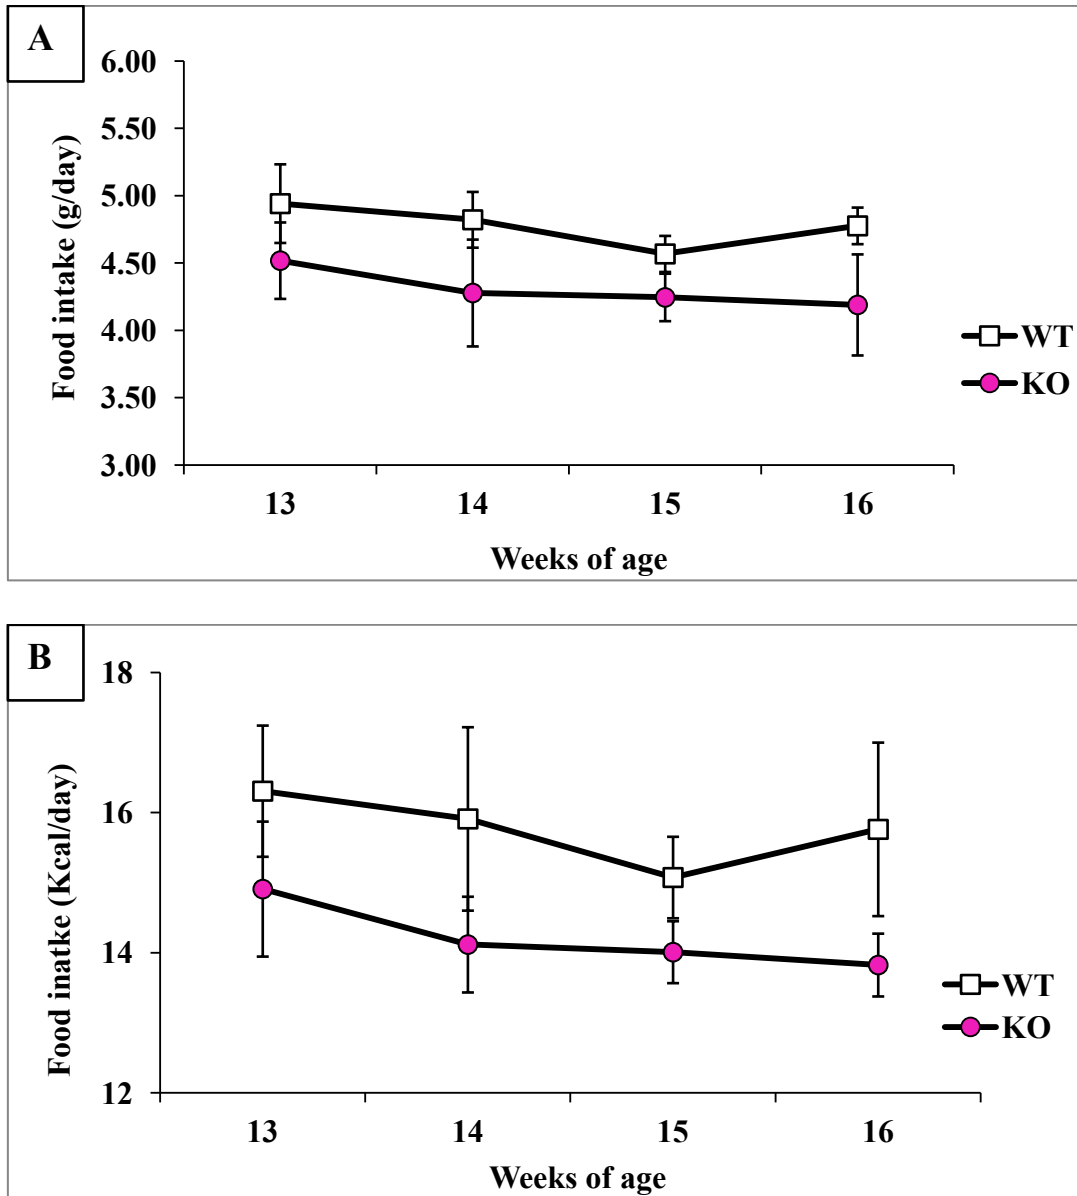 A
Food intake (g/day)
6.00
5.50
5.00
4.50
4.00
3.50
3.00
13 14 15 16
Weeks of age
WT
KO
B
Food inatke (Kcal/day)
18
16
14
12
13 14 15 16
Weeks of age
WT
KO